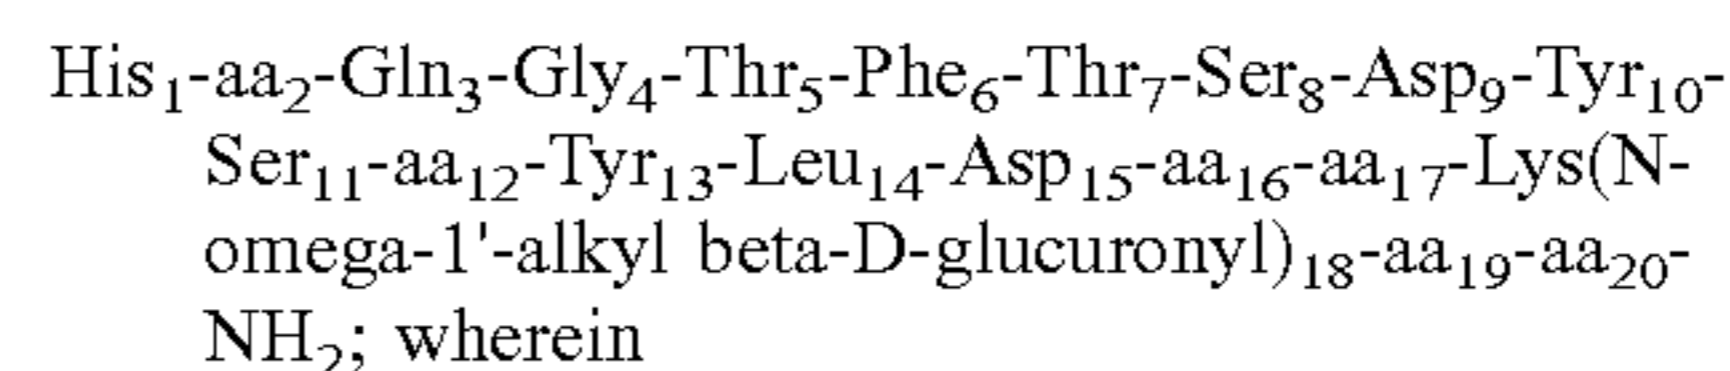 His₁-aa₂-Gln₃-Gly₄-Thr₅-Phe₆-Thr₇-Ser₈-Asp₉-Tyr₁₀-
Ser₁₁-aa₁₂-Tyr₁₃-Leu₁₄-Asp₁₅-aa₁₆-aa₁₇-Lys(N-
omega-1'-alkyl beta-D-glucuronyl)₁₈-aa₁₉-aa₂₀-
NH₂; wherein